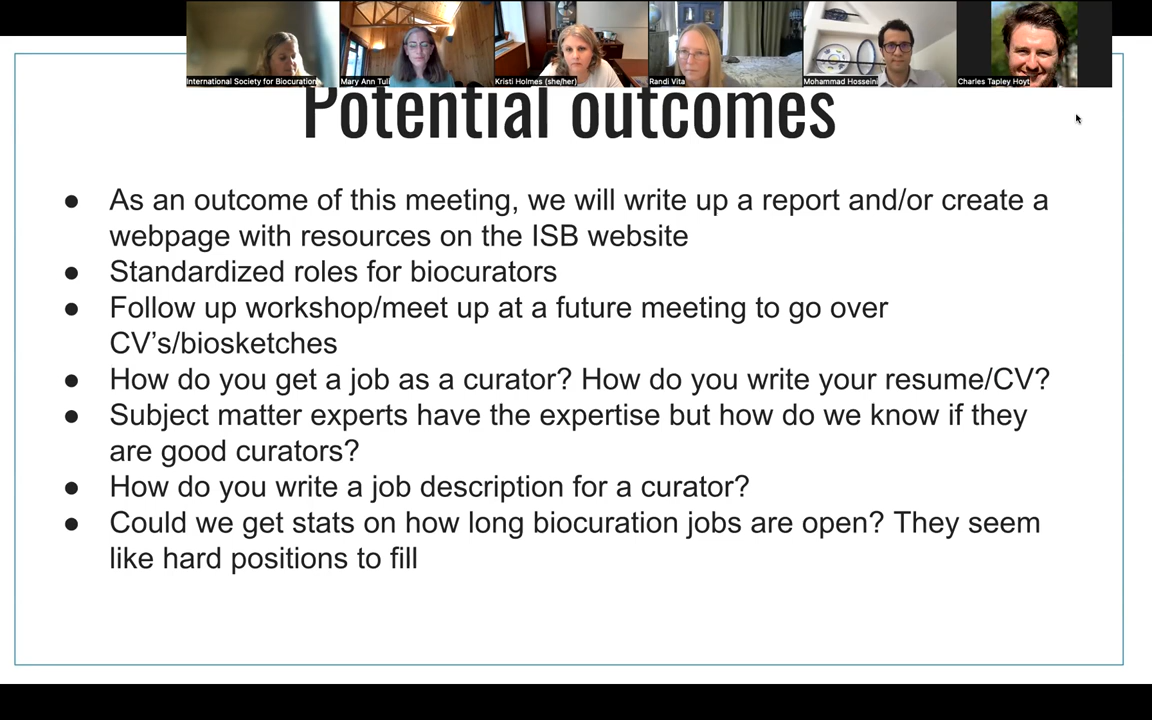 International Society for Biocuration
Mary Ann Tuli
Kristi Holmes (she/her)
Randi Vita
Mohammad Hosseini
Charles Tapley Hoyt
Potential outcomes
● As an outcome of this meeting, we will write up a report and/or create a
webpage with resources on the ISB website
● Standardized roles for biocurators
● Follow up workshop/meet up at a future meeting to go over
CV’s/biosketches
● How do you get a job as a curator? How do you write your resume/CV?
● Subject matter experts have the expertise but how do we know if they
are good curators?
● How do you write a job description for a curator?
● Could we get stats on how long biocuration jobs are open? They seem
like hard positions to fill